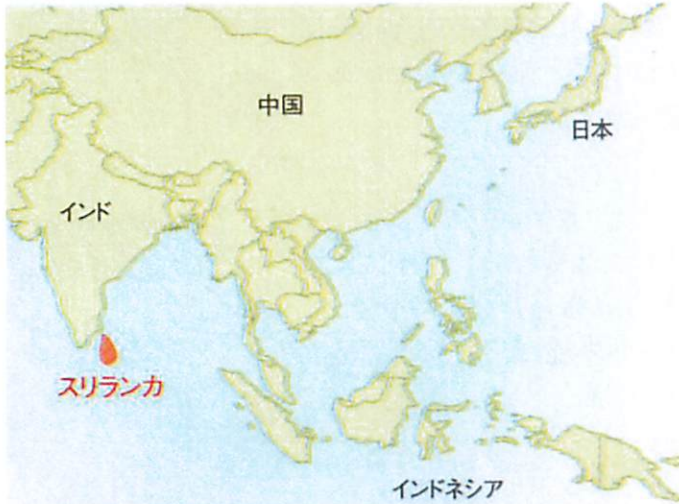 中国
日本
インド
スリランカ
インドネシア